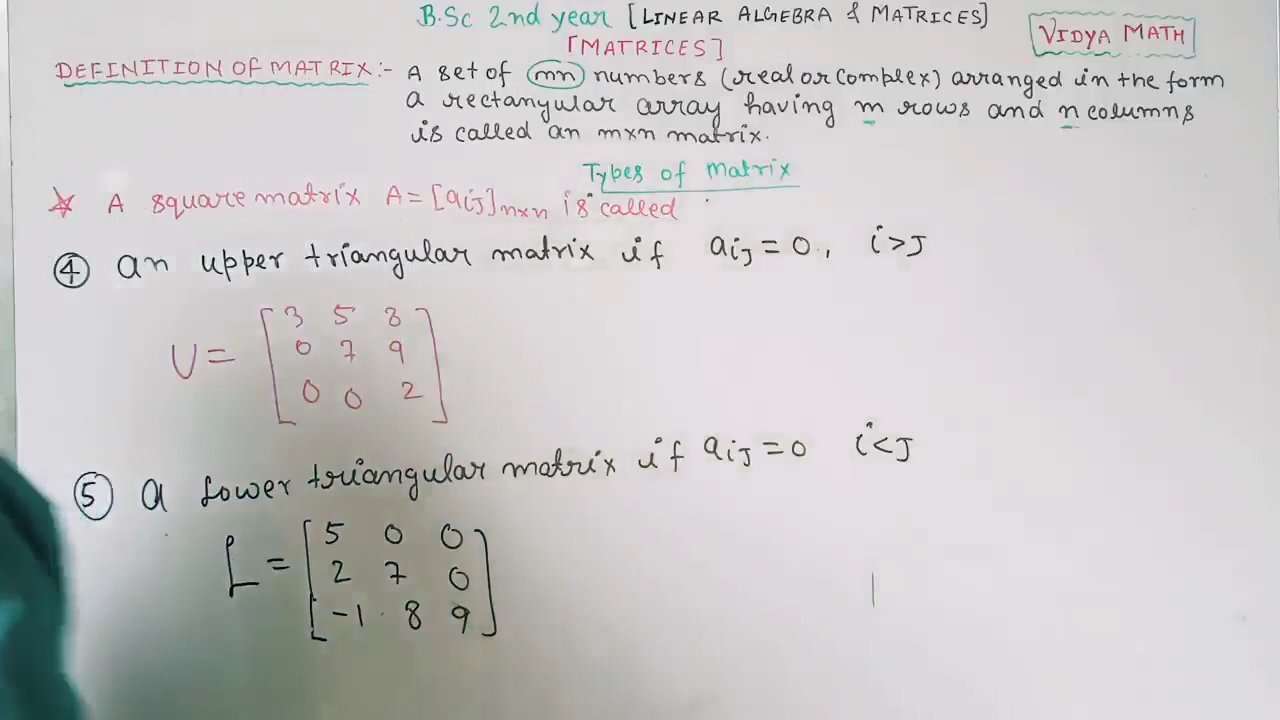 B.Sc 2nd year [LINEAR ALGEBRA & MATRICES]
[MATRICES]
VIDYA MATH
DEFINITION OF MATRIX:- A set of mn numbers (real or complex) arranged in the form
a rectangular array having m rows and n columns
is called an mxn matrix.
Types of matrix
☆ A square matrix A = [aij]nxn is called
④ an upper triangular matrix if aij = 0, i>j
U = [3 5 8
0 7 9
0 0 2]
⑤ a lower triangular matrix if aij = 0 i<j
L = [5 0 0
2 7 0
-1 8 9]